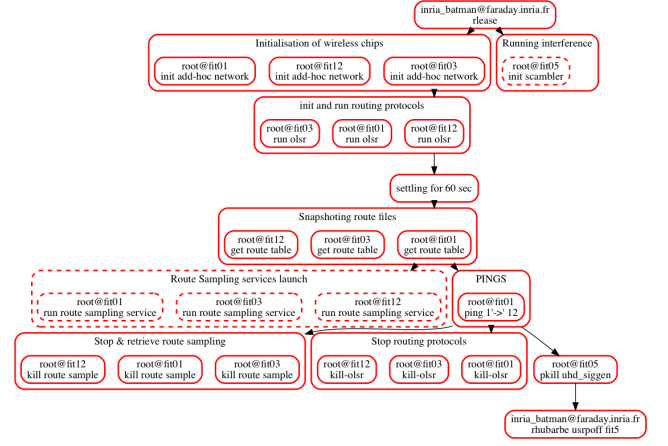 inria_batman@faraday.inria.fr
rlease
Initialisation of wireless chips
root@fit01
init add-hoc network
root@fit12
init add-hoc network
root@fit03
init add-hoc network
Running interference
root@fit05
init scambler
init and run routing protocols
root@fit03
run olsr
root@fit01
run olsr
root@fit12
run olsr
settling for 60 sec
Snapshoting route files
root@fit12
get route table
root@fit03
get route table
root@fit01
get route table
Route Sampling services launch
root@fit01
run route sampling service
root@fit03
run route sampling service
root@fit12
run route sampling service
PINGS
root@fit01
ping 1'->' 12
Stop & retrieve route sampling
root@fit12
kill route sample
root@fit01
kill route sample
root@fit03
kill route sample
Stop routing protocols
root@fit12
kill-olsr
root@fit03
kill-olsr
root@fit01
kill-olsr
root@fit05
pkill uhd_siggen
inria_batman@faraday.inria.fr
rhubarbe usrpoff fit5